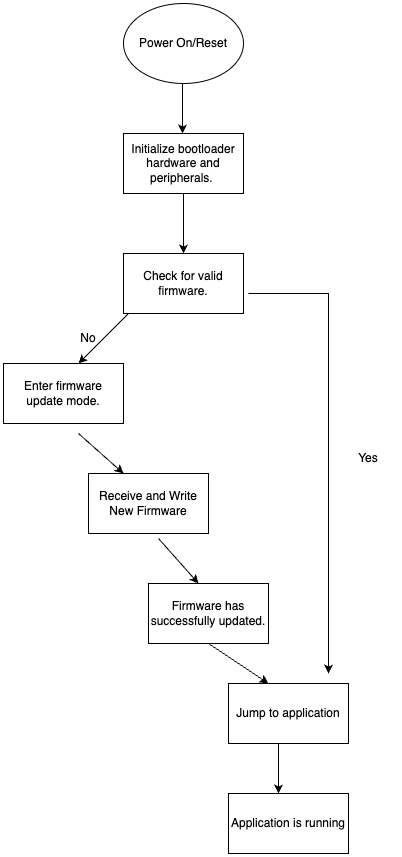 Power On/Reset
Initialize bootloader
hardware and
peripherals.
Check for valid
firmware.
No
Enter firmware
update mode.
Yes
Receive and Write
New Firmware
Firmware has
successfully updated.
Jump to application
Application is running